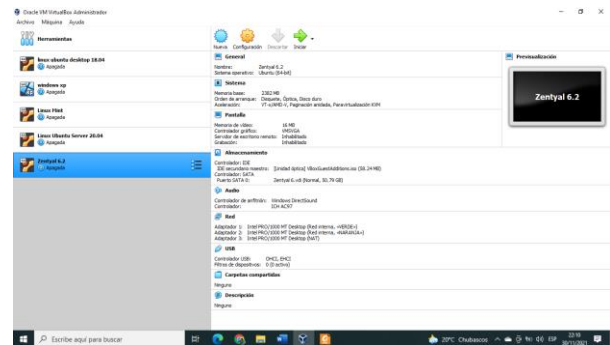 Oracle VM VirtualBox Administrador
Archivo Máquina Ayuda
Herramientas
linux ubuntu desktop 18.04
Apagada
windows xp
Apagada
Linux
Apagada
Linux Ubuntu Server 20.04
Apagada
Zentyal 6.2
Apagada
Nueva Configuración Descartar Iniciar
General
Nombre: Zentyal 6.2
Sistema operativo: Ubuntu (64-bit)
Sistema
Memoria base: 2302 MB
Orden de arranque: Disquete, Óptica, Disco duro
Aceleración: VT-x/AMD-V, Paginación anidada, Paravirtualización KVM
Pantalla
Memoria de vídeo: 16 MB
Controlador gráfico: VMSVGA
Servidor de escritorio remoto: Inhabilitado
Grabación: Inhabilitado
Almacenamiento
Controlador: IDE
IDE secundario maestro: [Unidad óptica] VBoxGuestAdditions.iso (58,24 MB)
Controlador: SATA
Puerto SATA 0: Zentyal 6.vdi (Normal, 50,79 GB)
Audio
Controlador de anfitrión: Windows DirectSound
Controlador: ICH AC97
Red
Adaptador 1: Intel PRO/1000 MT Desktop (Red interna, «VERDE»)
Adaptador 2: Intel PRO/1000 MT Desktop (Red interna, «NARANJA»)
Adaptador 3: Intel PRO/1000 MT Desktop (NAT)
USB
Controlador USB: OHCI, EHCI
Filtros de dispositivos: 0 (0 activo)
Carpetas compartidas
Ninguno
Descripción
Ninguno
Previsualización
Zentyal 6.2
Escribe aquí para buscar
20°C Chubascos
ESP
23:18
30/11/2021